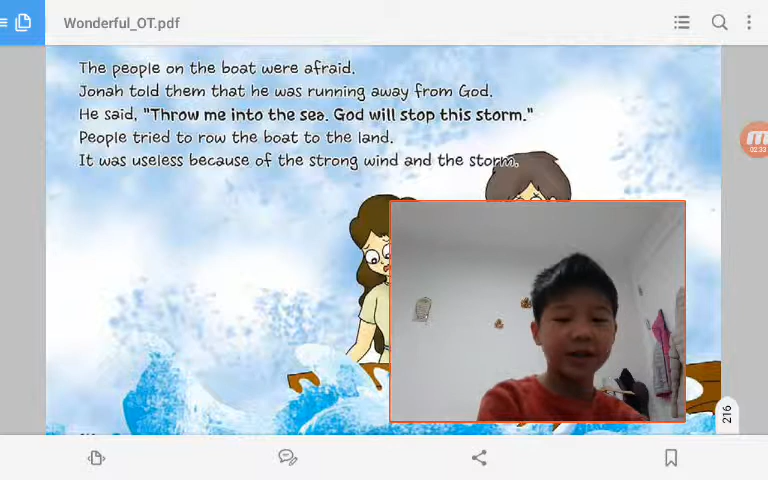 Wonderful_OT.pdf
The people on the boat were afraid.
Jonah told them that he was running away from God.
He said, "Throw me into the sea. God will stop this storm."
People tried to row the boat to the land.
It was useless because of the strong wind and the storm.
02:33
216